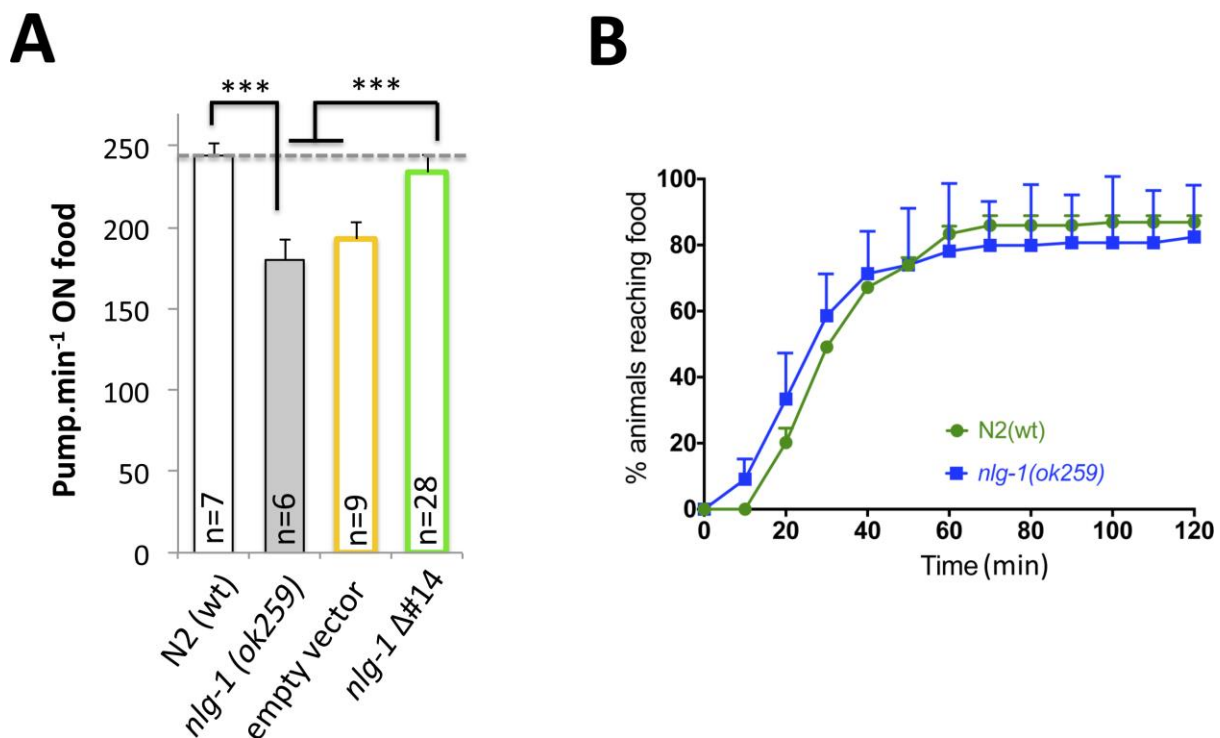 A
B
*** ***
Pump.min-1 ON food
250
200
150
100
50
0
n=7
n=6
n=9
n=28
N2 (wt)
nlg-1 (ok259)
empty vector
nlg-1 Δ#14
% animals reaching food
100
80
60
40
20
0
N2(wt)
nlg-1(ok259)
0 20 40 60 80 100 120
Time (min)